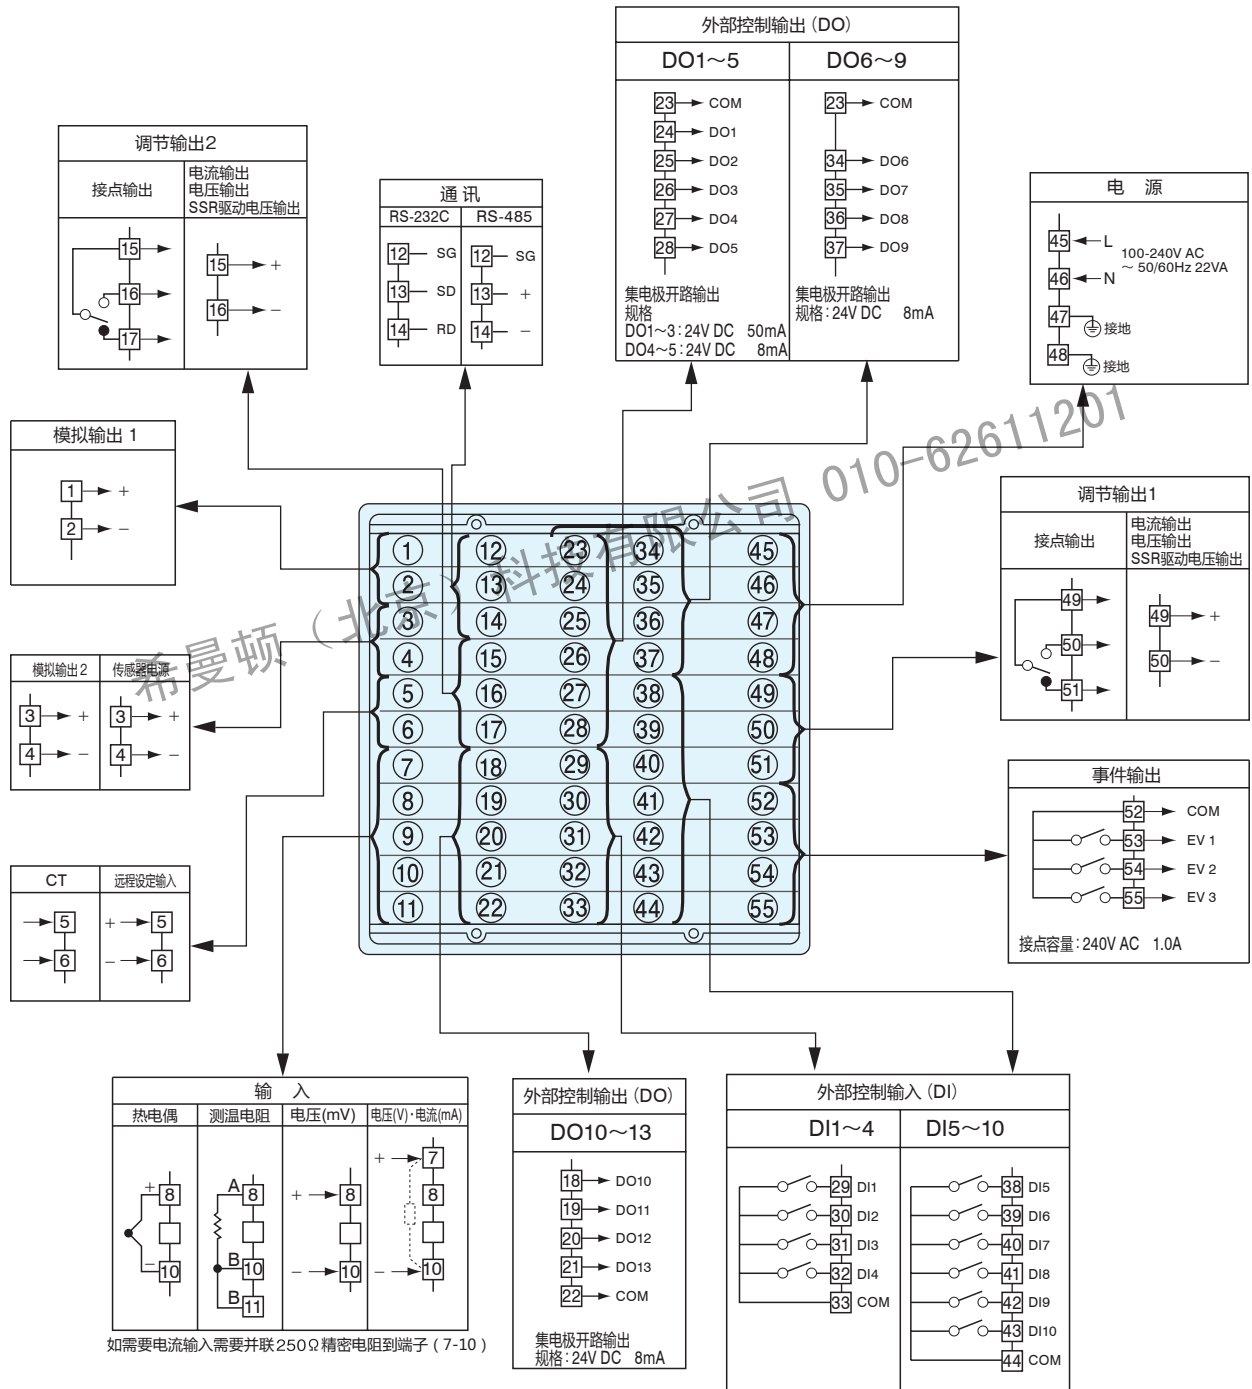 外部控制输出(DO)
DO1～5
DO6～9
23 COM
24 DO1
25 DO2
26 DO3
27 DO4
28 DO5
集电极开路输出
规格
DO1～3:24V DC 50mA
DO4～5:24V DC 8mA
23 COM
34 DO6
35 DO7
36 DO8
37 DO9
集电极开路输出
规格:24V DC 8mA
调节输出2
接点输出
电流输出
电压输出
SSR驱动电压输出
15
16
17
15 +
16 −
通讯
RS-232C
RS-485
12 SG
13 SD
14 RD
12 SG
13 +
14 −
电 源
45 L
46 N
100-240V AC
～ 50/60Hz 22VA
47 接地
48 接地
模拟输出 1
1 +
2 −
调节输出1
接点输出
电流输出
电压输出
SSR驱动电压输出
49
50
51
49 +
50 −
希曼顿（北京）科技有限公司 010-62611201
1 12 23 34 45
2 13 24 35 46
3 14 25 36 47
4 15 26 37 48
5 16 27 38 49
6 17 28 39 50
7 18 29 40 51
8 19 30 41 52
9 20 31 42 53
10 21 32 43 54
11 22 33 44 55
模拟输出2
传感器电源
3 +
4 −
3 +
4 −
事件输出
52 COM
53 EV 1
54 EV 2
55 EV 3
接点容量:240V AC 1.0A
CT
远程设定输入
5
6
+ 5
− 6
输 入
热电偶
测温电阻
电压(mV)
电压(V)·电流(mA)
+ 8
− 10
A 8
B 10
B 11
+ 8
− 10
+ 7
8
− 10
如需要电流输入需要并联250Ω精密电阻到端子(7-10)
外部控制输出(DO)
DO10～13
18 DO10
19 DO11
20 DO12
21 DO13
22 COM
集电极开路输出
规格:24V DC 8mA
外部控制输入(DI)
DI1～4
DI5～10
29 DI1
30 DI2
31 DI3
32 DI4
33 COM
38 DI5
39 DI6
40 DI7
41 DI8
42 DI9
43 DI10
44 COM